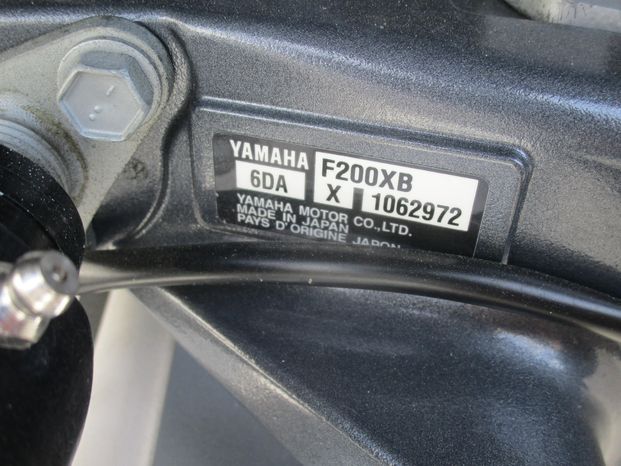 YAMAHA F200XB
6DA X 1062972
YAMAHA MOTOR CO.,LTD.
MADE IN JAPAN
PAYS D'ORIGINE JAPON